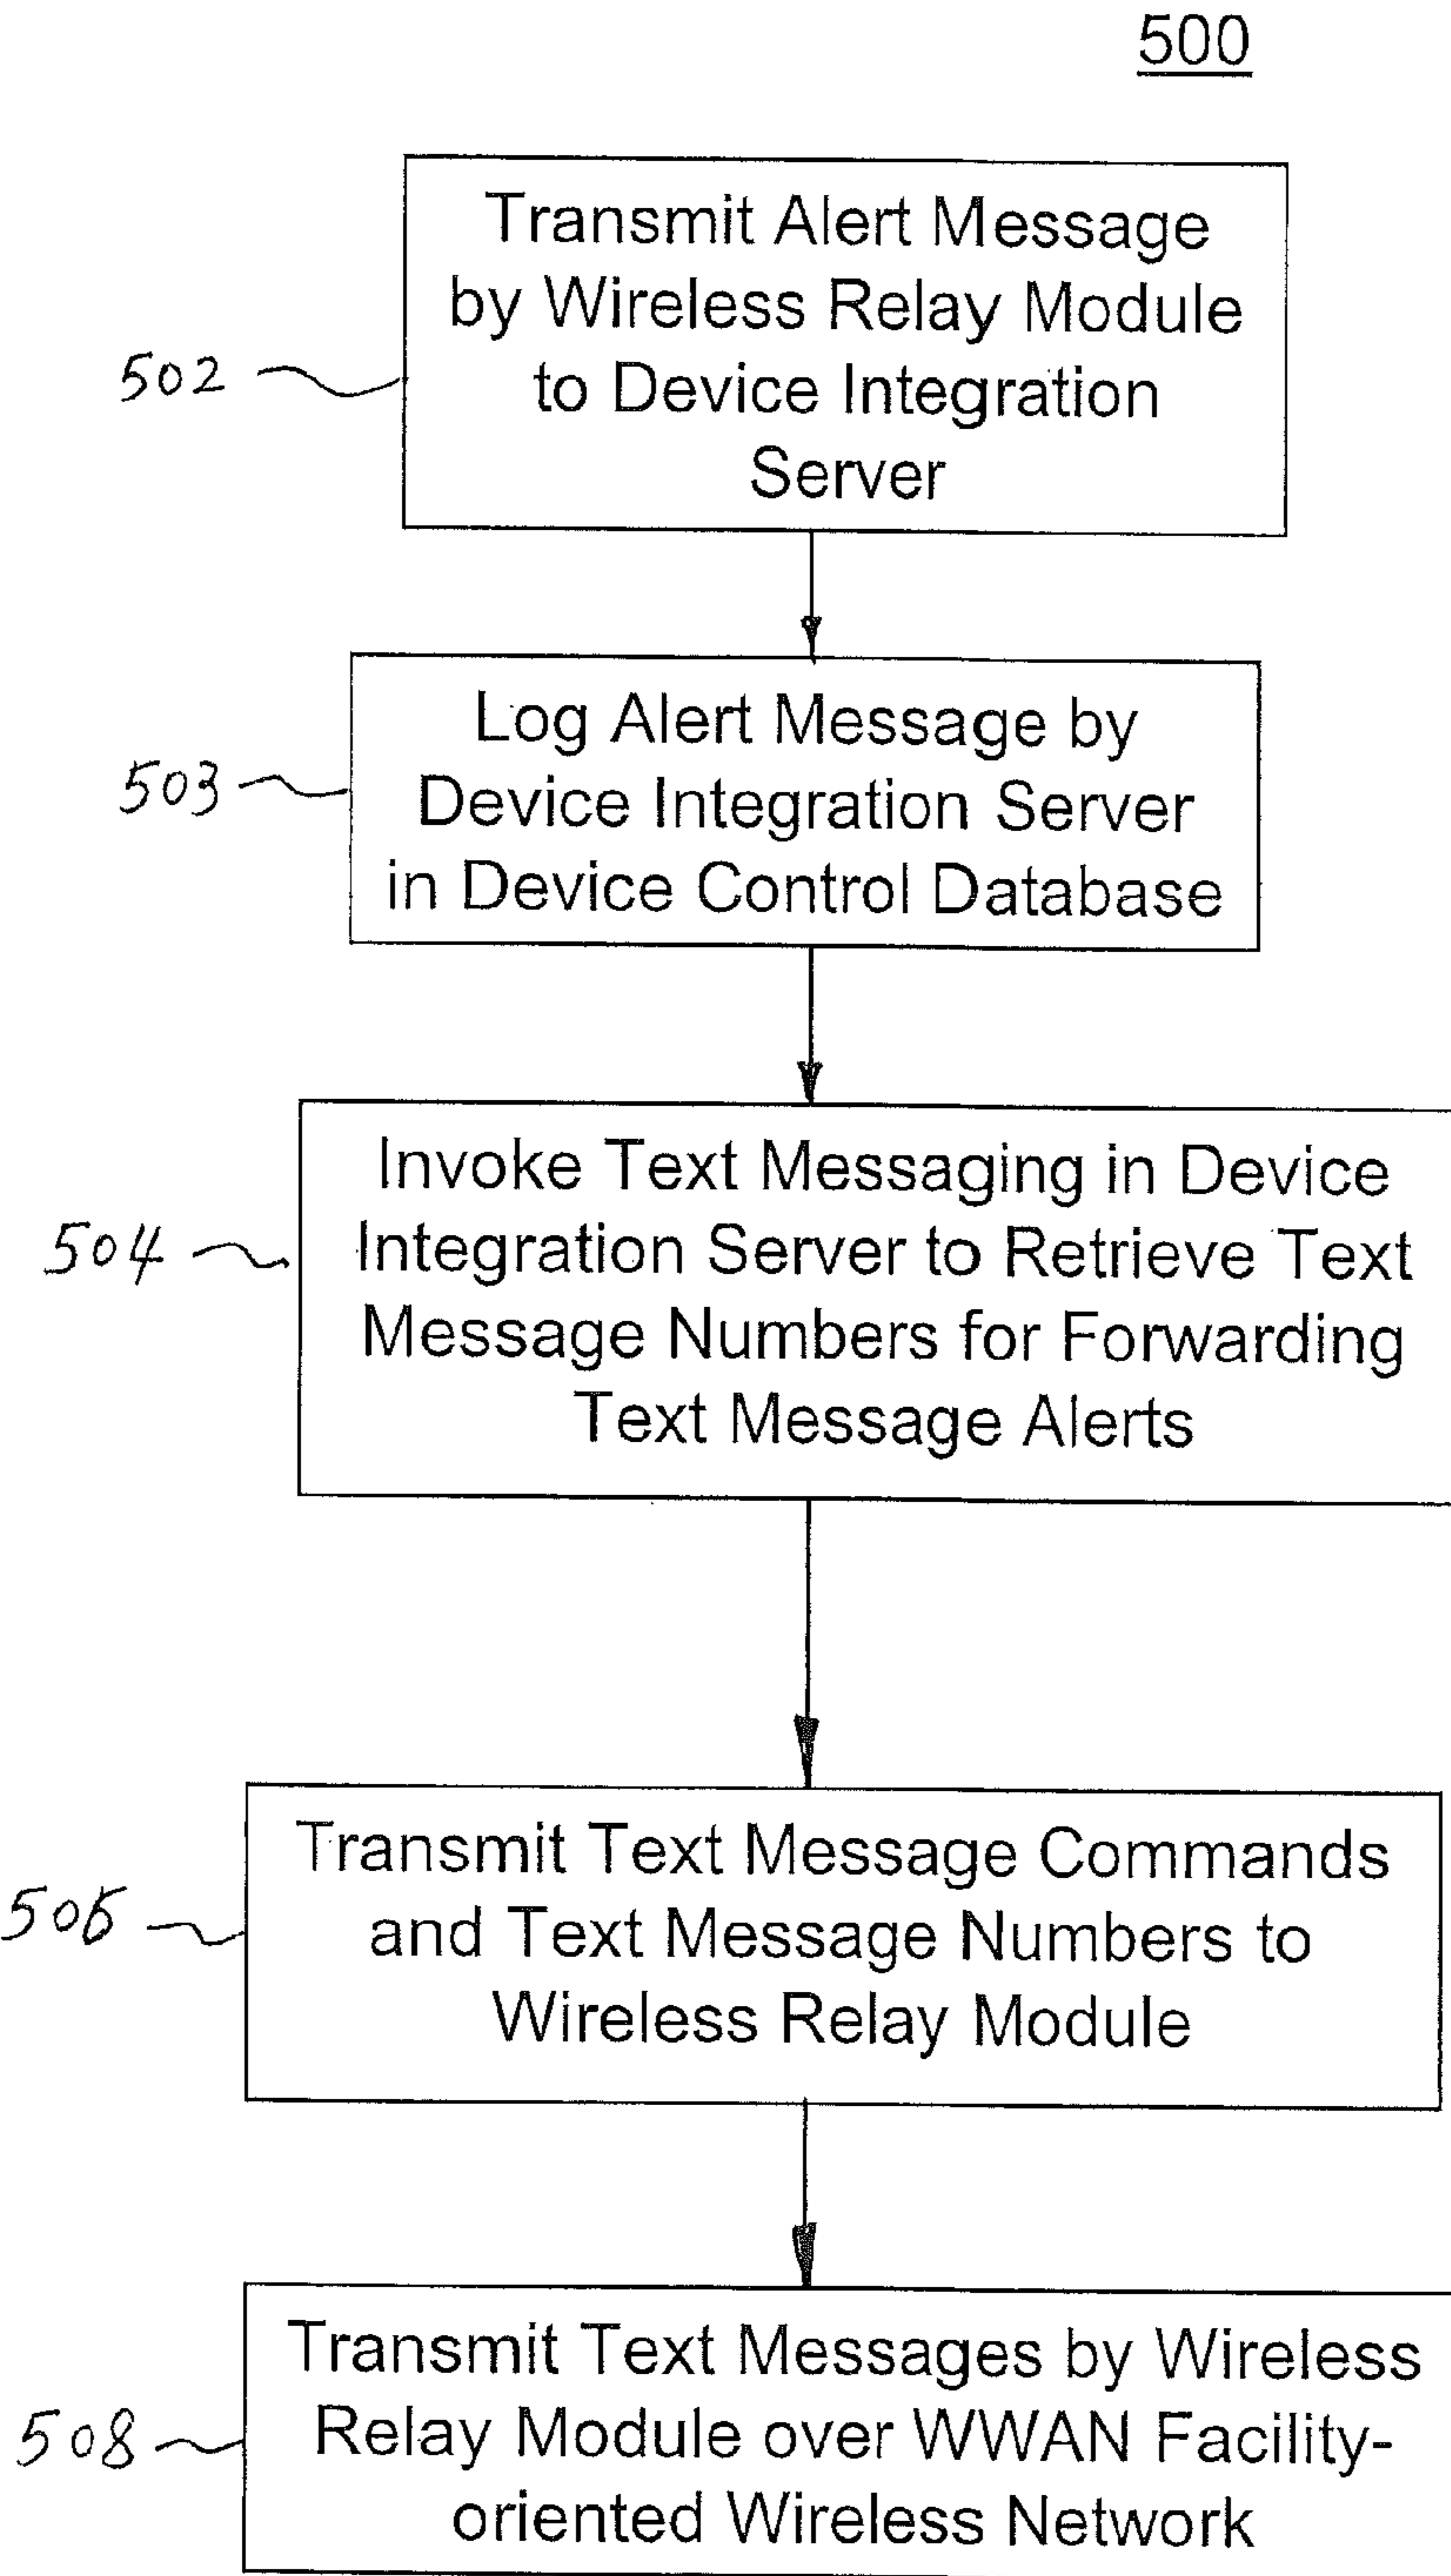 500
Transmit Alert Message
by Wireless Relay Module
to Device Integration
Server
502
Log Alert Message by
Device Integration Server
in Device Control Database
503
Invoke Text Messaging in Device
Integration Server to Retrieve Text
Message Numbers for Forwarding
Text Message Alerts
504
Transmit Text Message Commands
and Text Message Numbers to
Wireless Relay Module
506
Transmit Text Messages by Wireless
Relay Module over WWAN Facility-
oriented Wireless Network
508